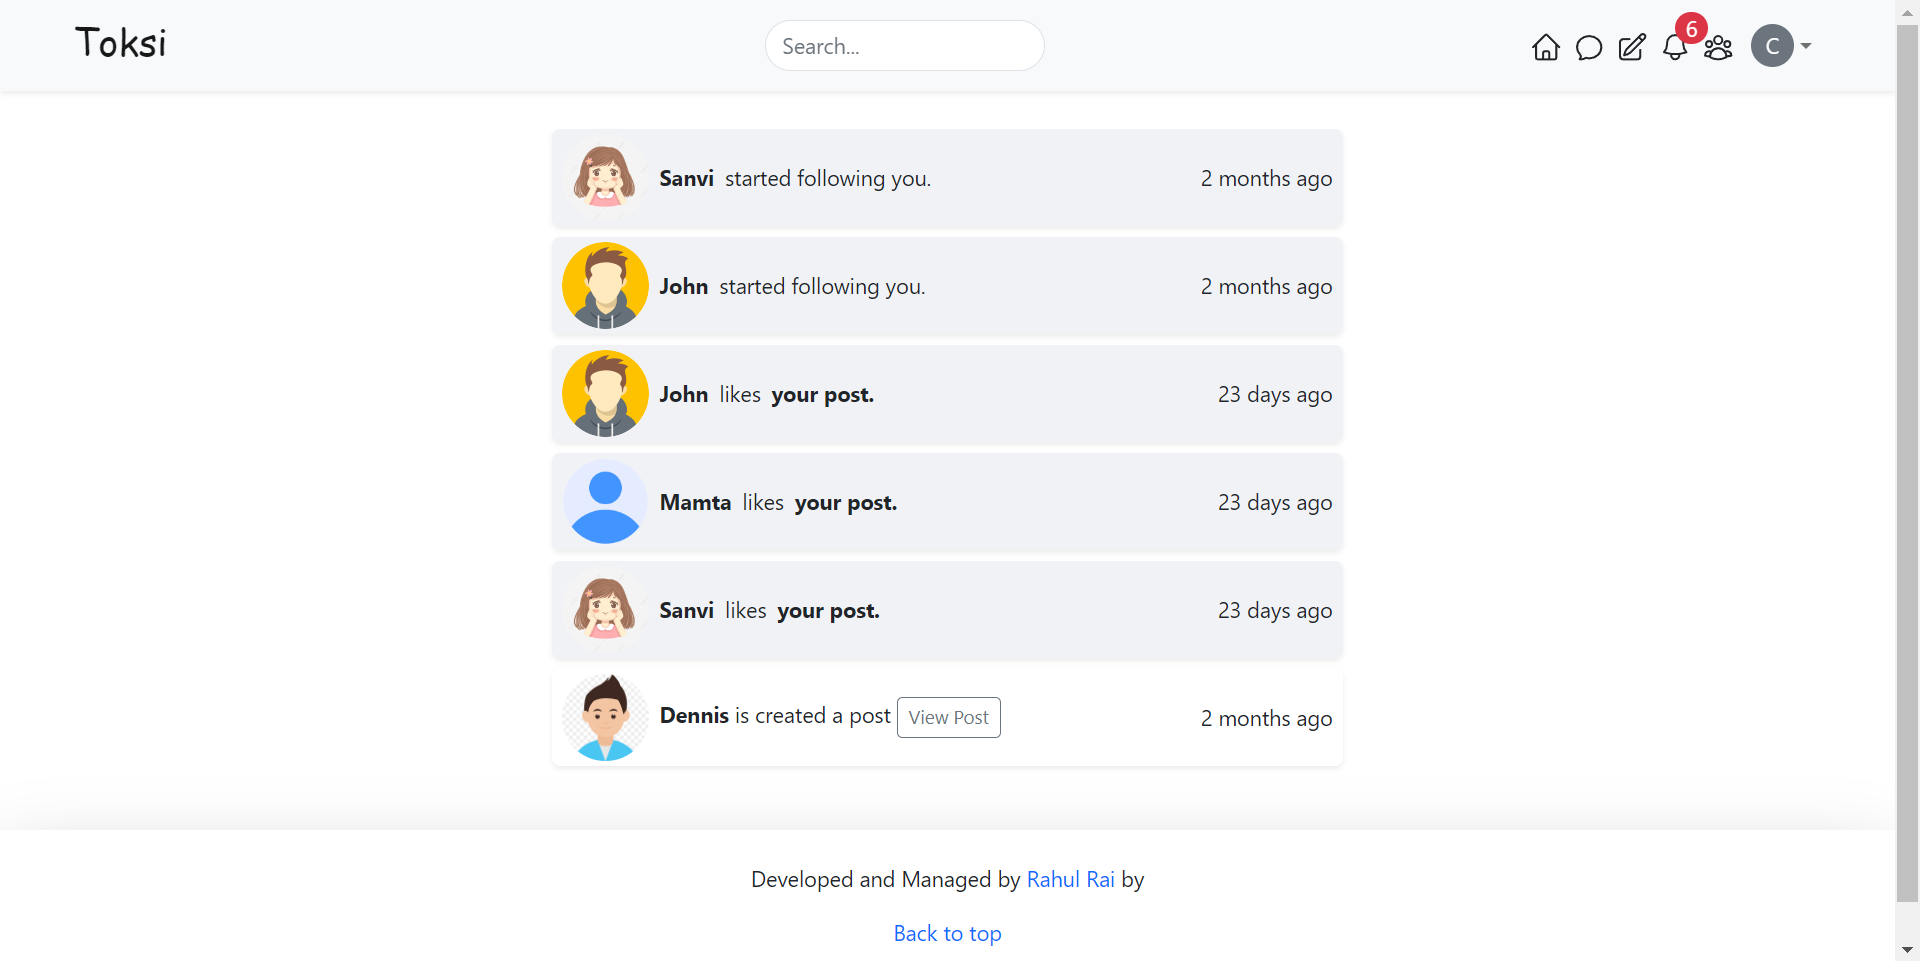 Toksi
Search...
6
C
Sanvi started following you. 2 months ago
John started following you. 2 months ago
John likes your post. 23 days ago
Mamta likes your post. 23 days ago
Sanvi likes your post. 23 days ago
Dennis is created a post View Post 2 months ago
Developed and Managed by Rahul Rai by
Back to top